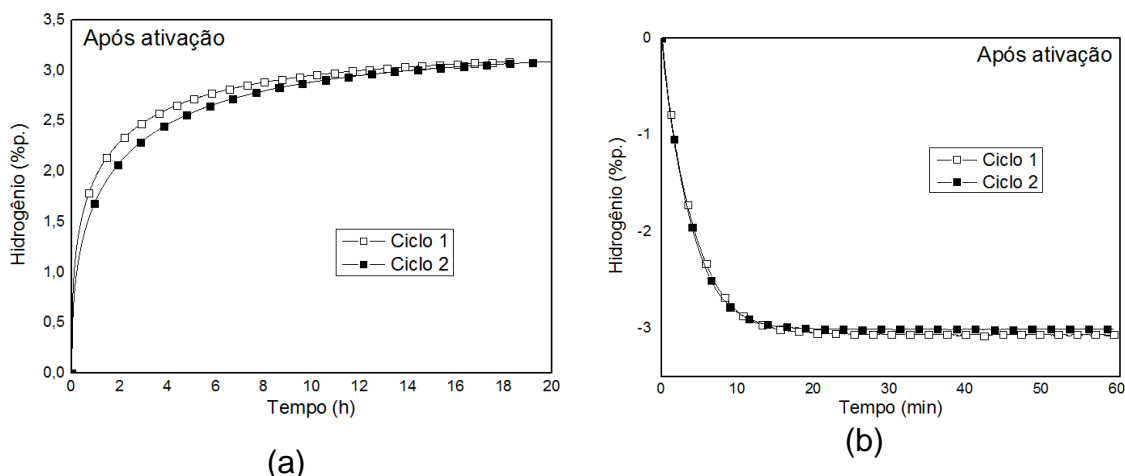 Após ativação
Hidrogênio (%p.)
3,5
3,0
2,5
2,0
1,5
1,0
0,5
0,0
Ciclo 1
Ciclo 2
0 2 4 6 8 10 12 14 16 18 20
Tempo (h)
(a)
Após ativação
Hidrogênio (%p.)
0
-1
-2
-3
Ciclo 1
Ciclo 2
0 10 20 30 40 50 60
Tempo (min)
(b)